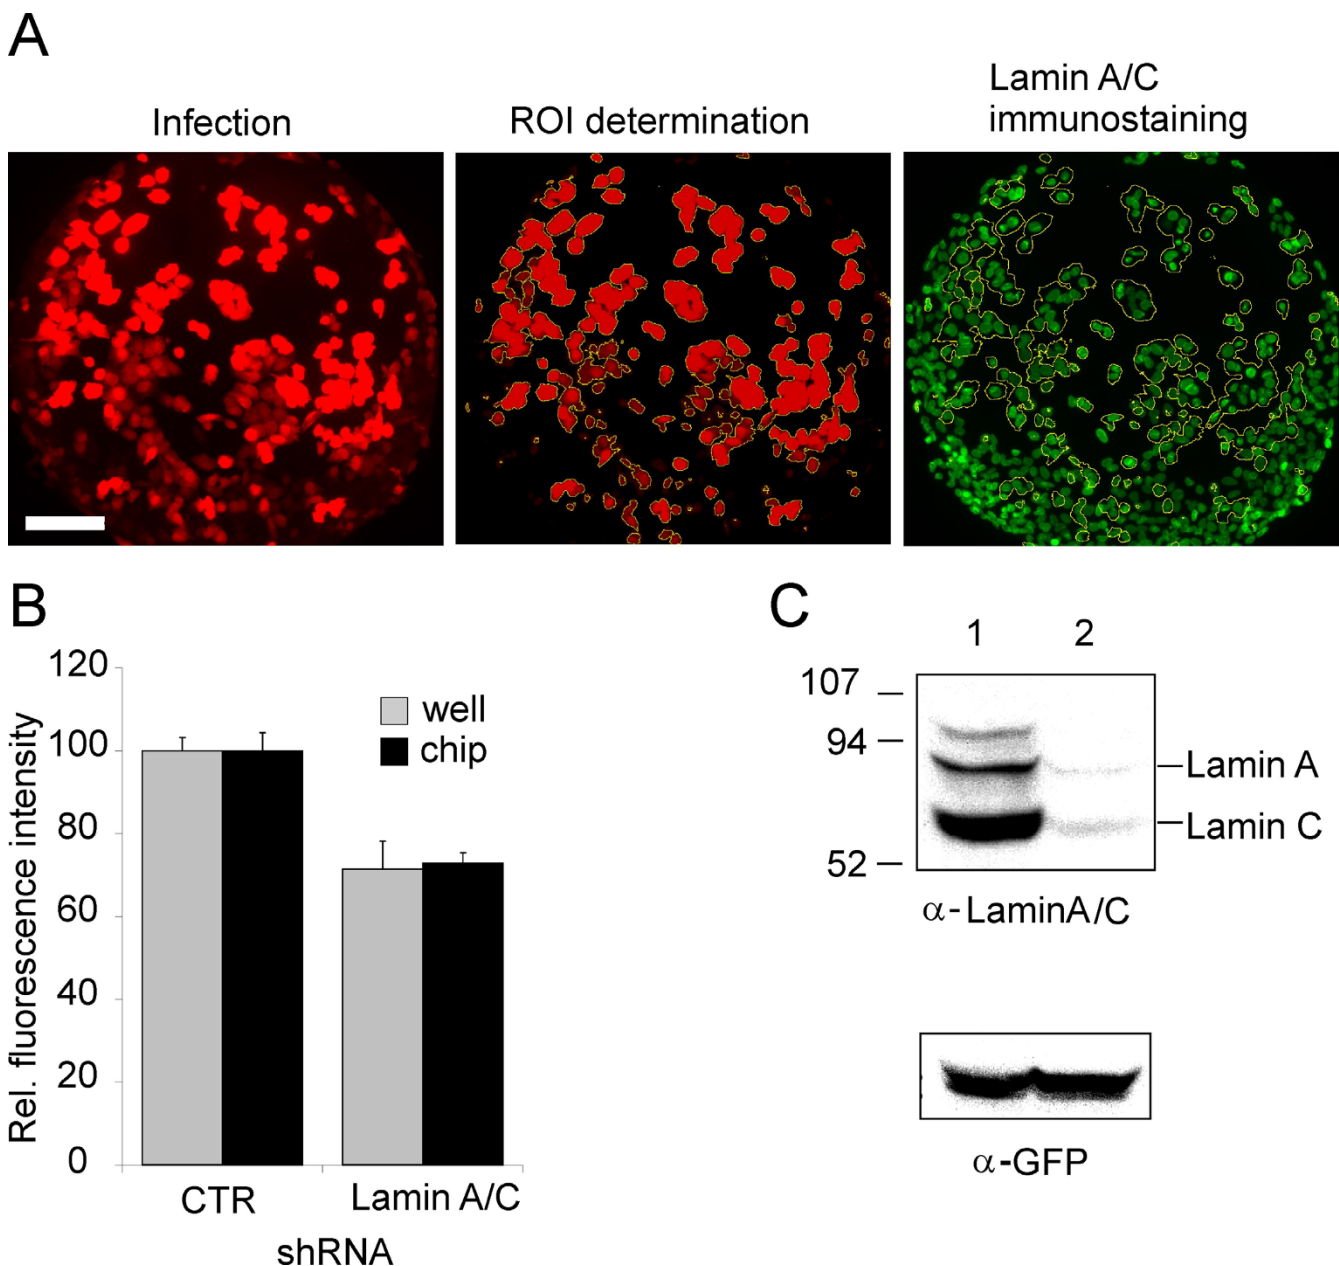 A
Infection
ROI determination
Lamin A/C
immunostaining
B
Rel. fluorescence intensity
120
100
80
60
40
20
0
well
chip
CTR
Lamin A/C
shRNA
C
1
2
107
94
52
Lamin A
Lamin C
α-LaminA/C
α-GFP